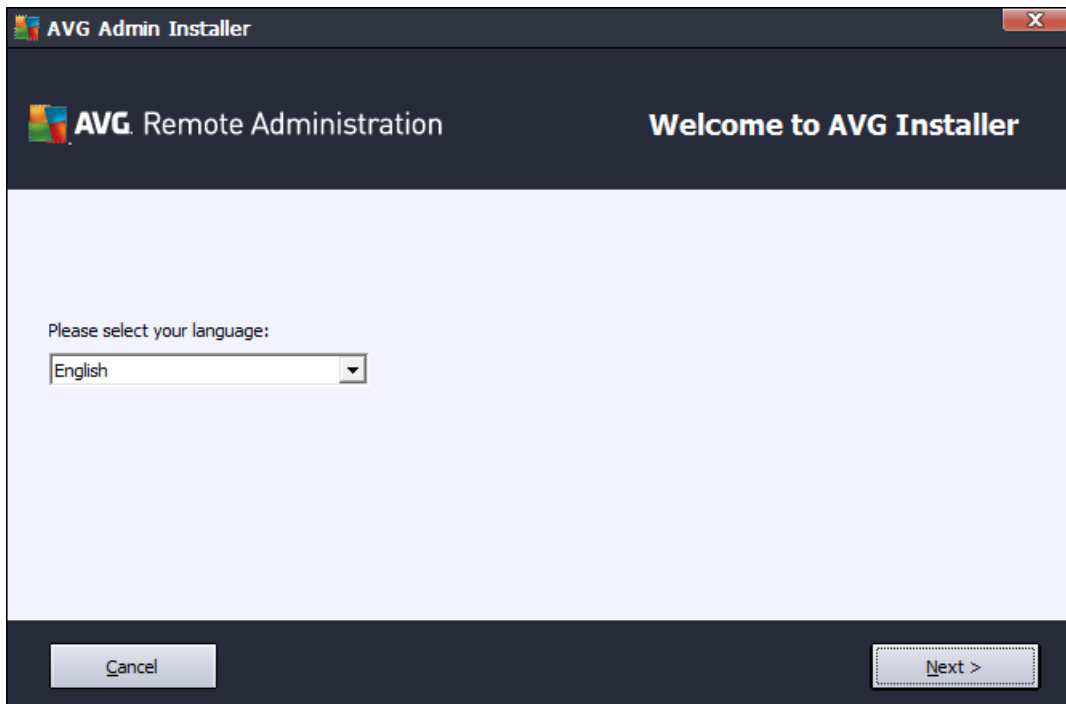 AVG Admin Installer
X
AVG. Remote Administration
Welcome to AVG Installer
Please select your language:
English
Cancel
Next >